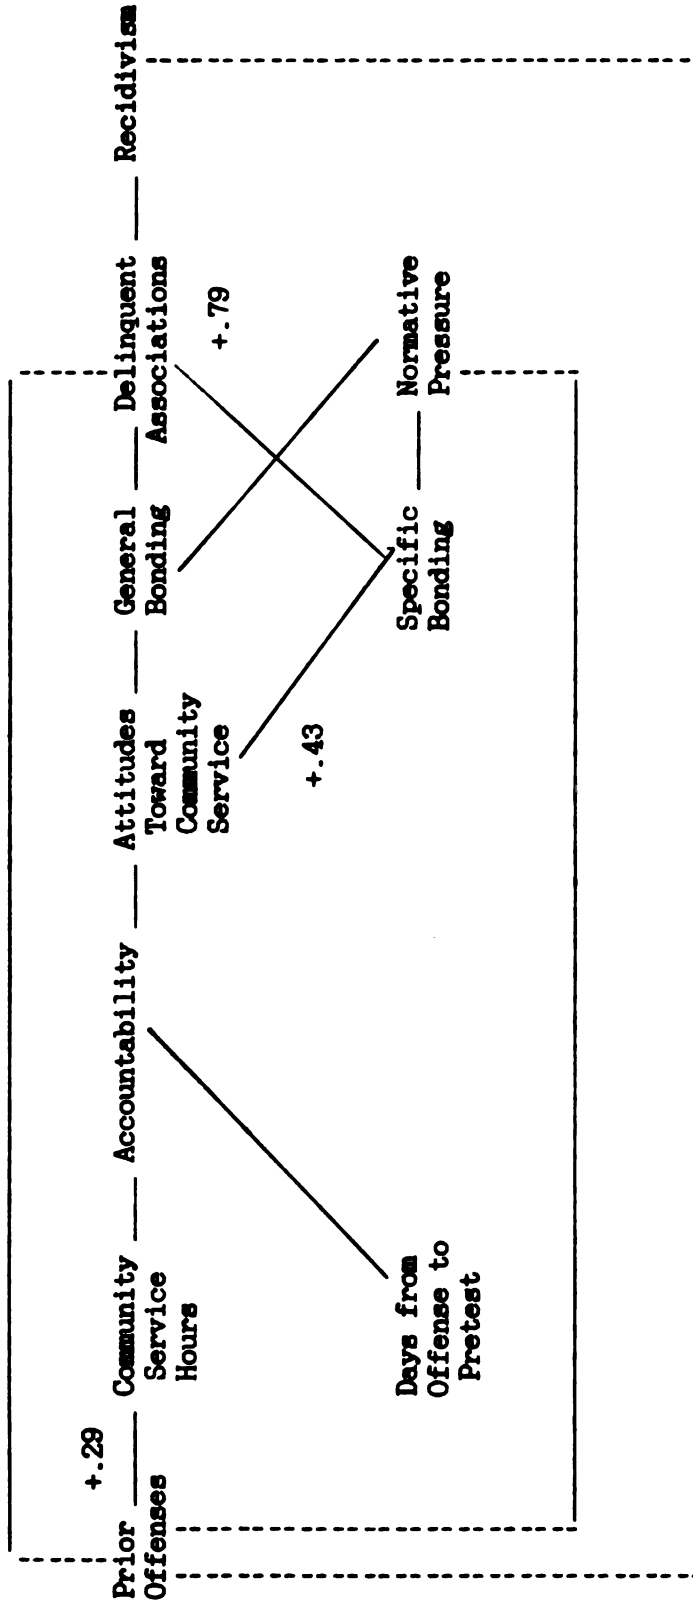 +.29
Prior
Offenses
Community
Service
Hours
Accountability
Attitudes
Toward
Community
Service
General
Bonding
Delinquent
Associations
Recidivism
+.79
+.43
Days from
Offense to
Pretest
Specific
Bonding
Normative
Pressure